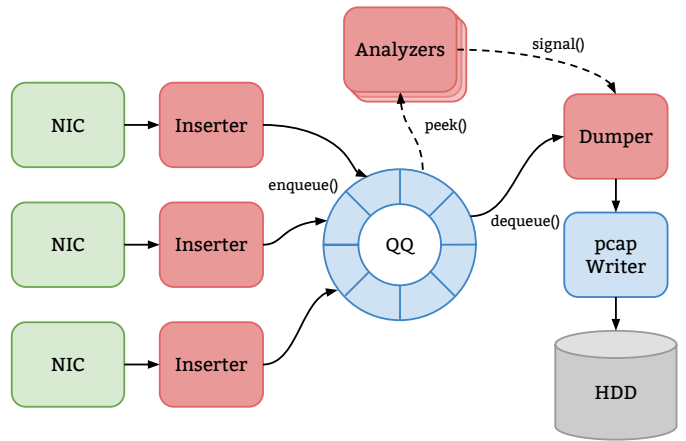 Analyzers
signal()
NIC
Inserter
peek()
Dumper
enqueue()
NIC
Inserter
QQ
dequeue()
pcap
Writer
NIC
Inserter
HDD